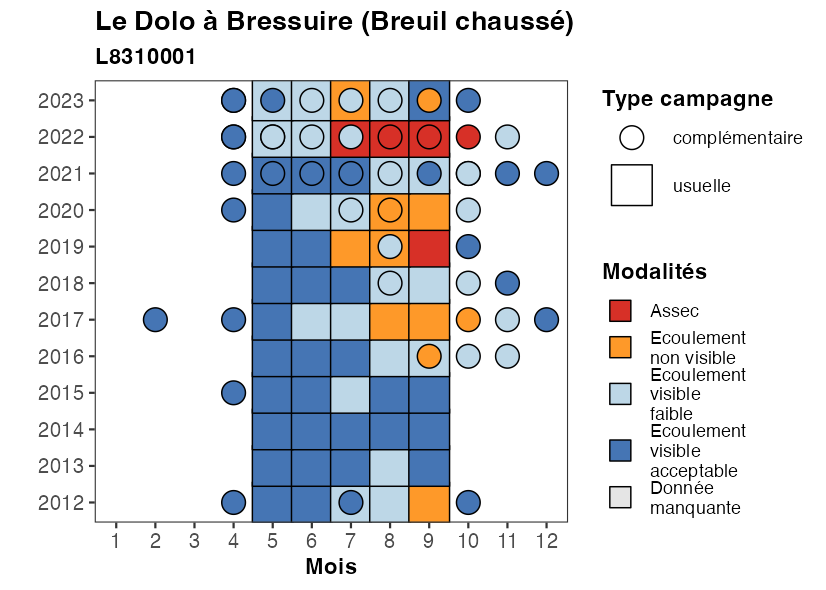 Le Dolo à Bressuire (Breuil chaussé)
L8310001
2023
2022
2021
2020
2019
2018
2017
2016
2015
2014
2013
2012
1 2 3 4 5 6 7 8 9 10 11 12
Mois
Type campagne
complémentaire
usuelle
Modalités
Assec
Ecoulement
non visible
Ecoulement
visible
faible
Ecoulement
visible
acceptable
Donnée
manquante